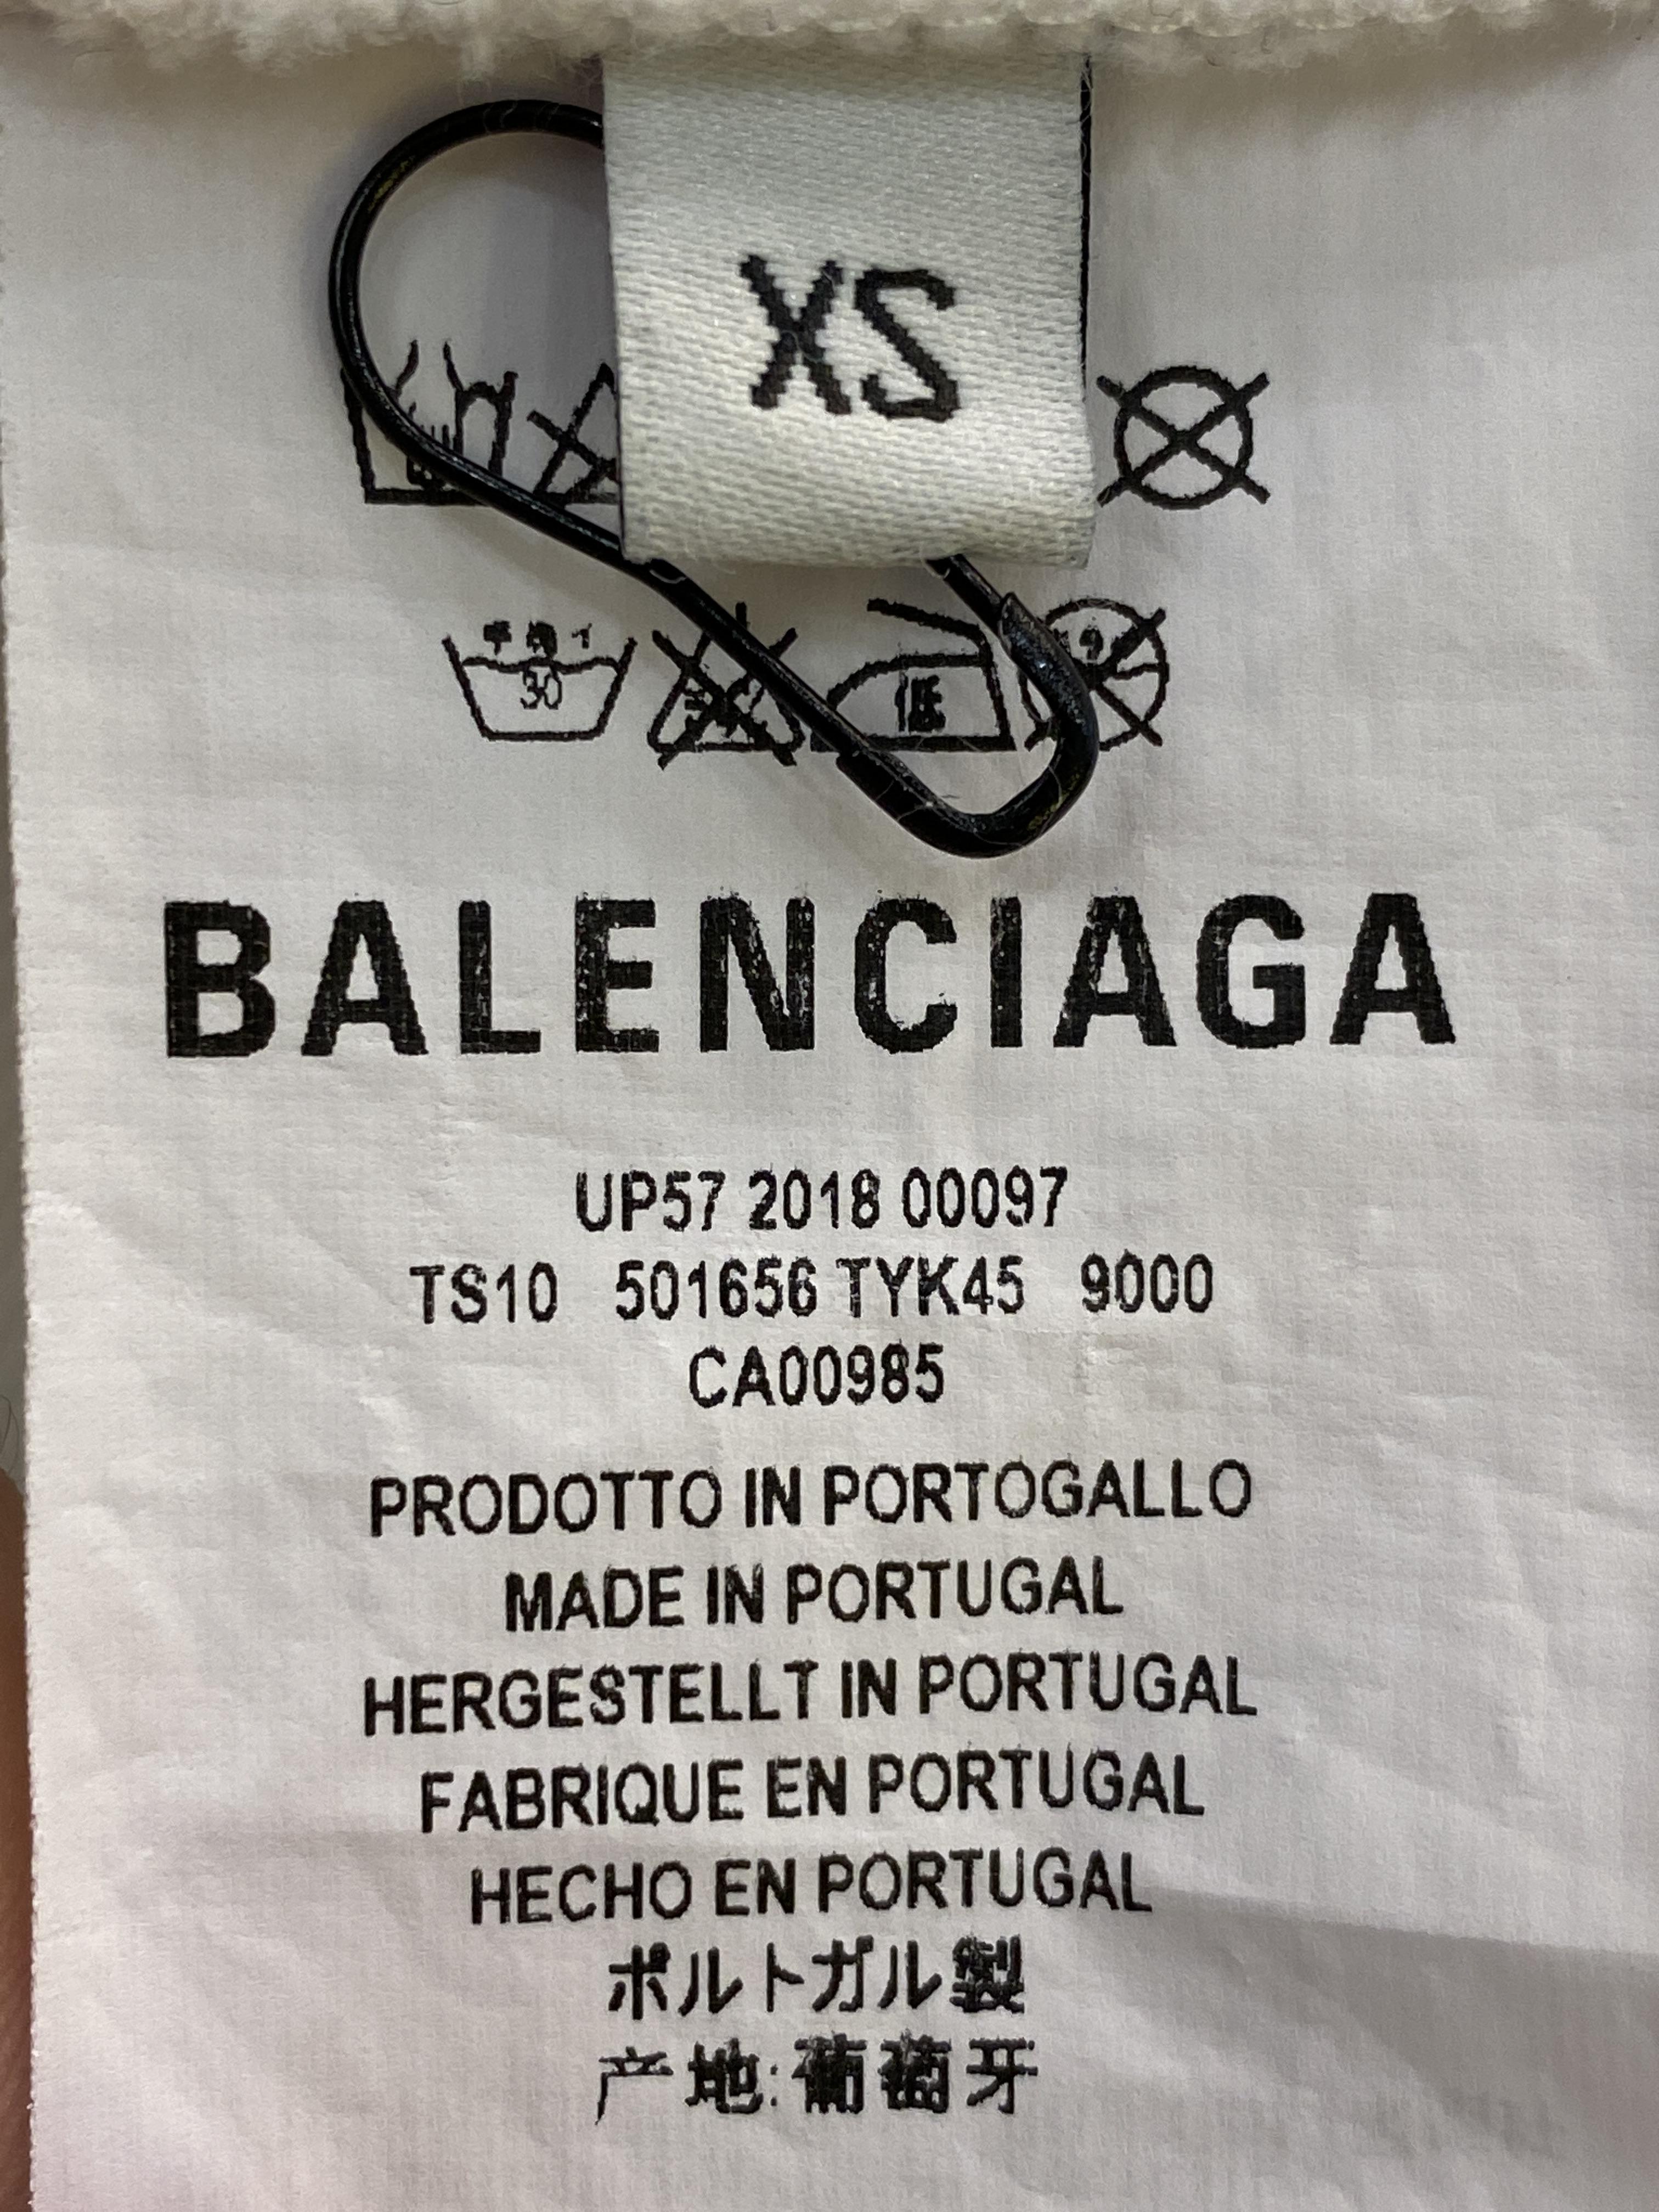 XS
30
BALENCIAGA
UP57 2018 00097
TS10 501656 TYK45 9000
CA00985
PRODOTTO IN PORTOGALLO
MADE IN PORTUGAL
HERGESTELLT IN PORTUGAL
FABRIQUE EN PORTUGAL
HECHO EN PORTUGAL
ポルトガル製
产地:葡萄牙